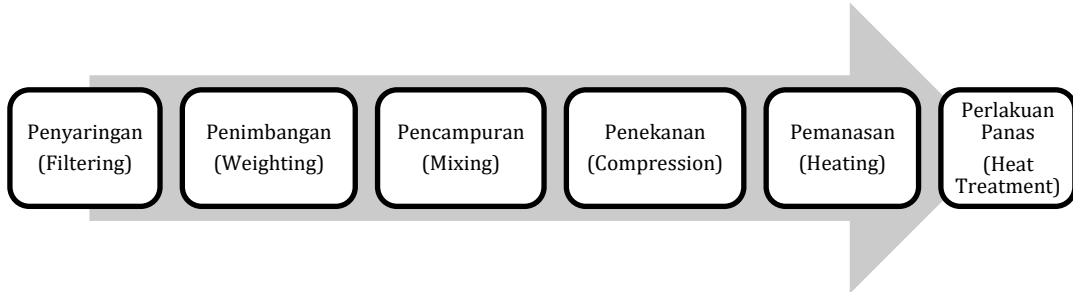 Penyaringan
(Filtering)
Penimbangan
(Weighting)
Pencampuran
(Mixing)
Penekanan
(Compression)
Pemanasan
(Heating)
Perlakuan
Panas
(Heat
Treatment)